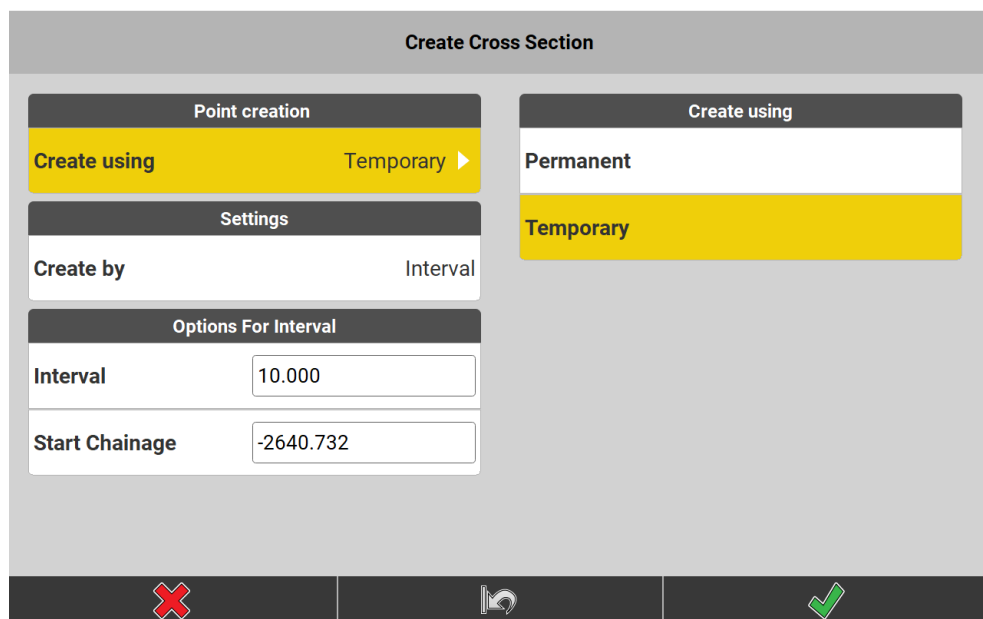 Create Cross Section
Point creation
Create using Temporary
Settings
Create by Interval
Options For Interval
Interval 10.000
Start Chainage -2640.732
Create using
Permanent
Temporary